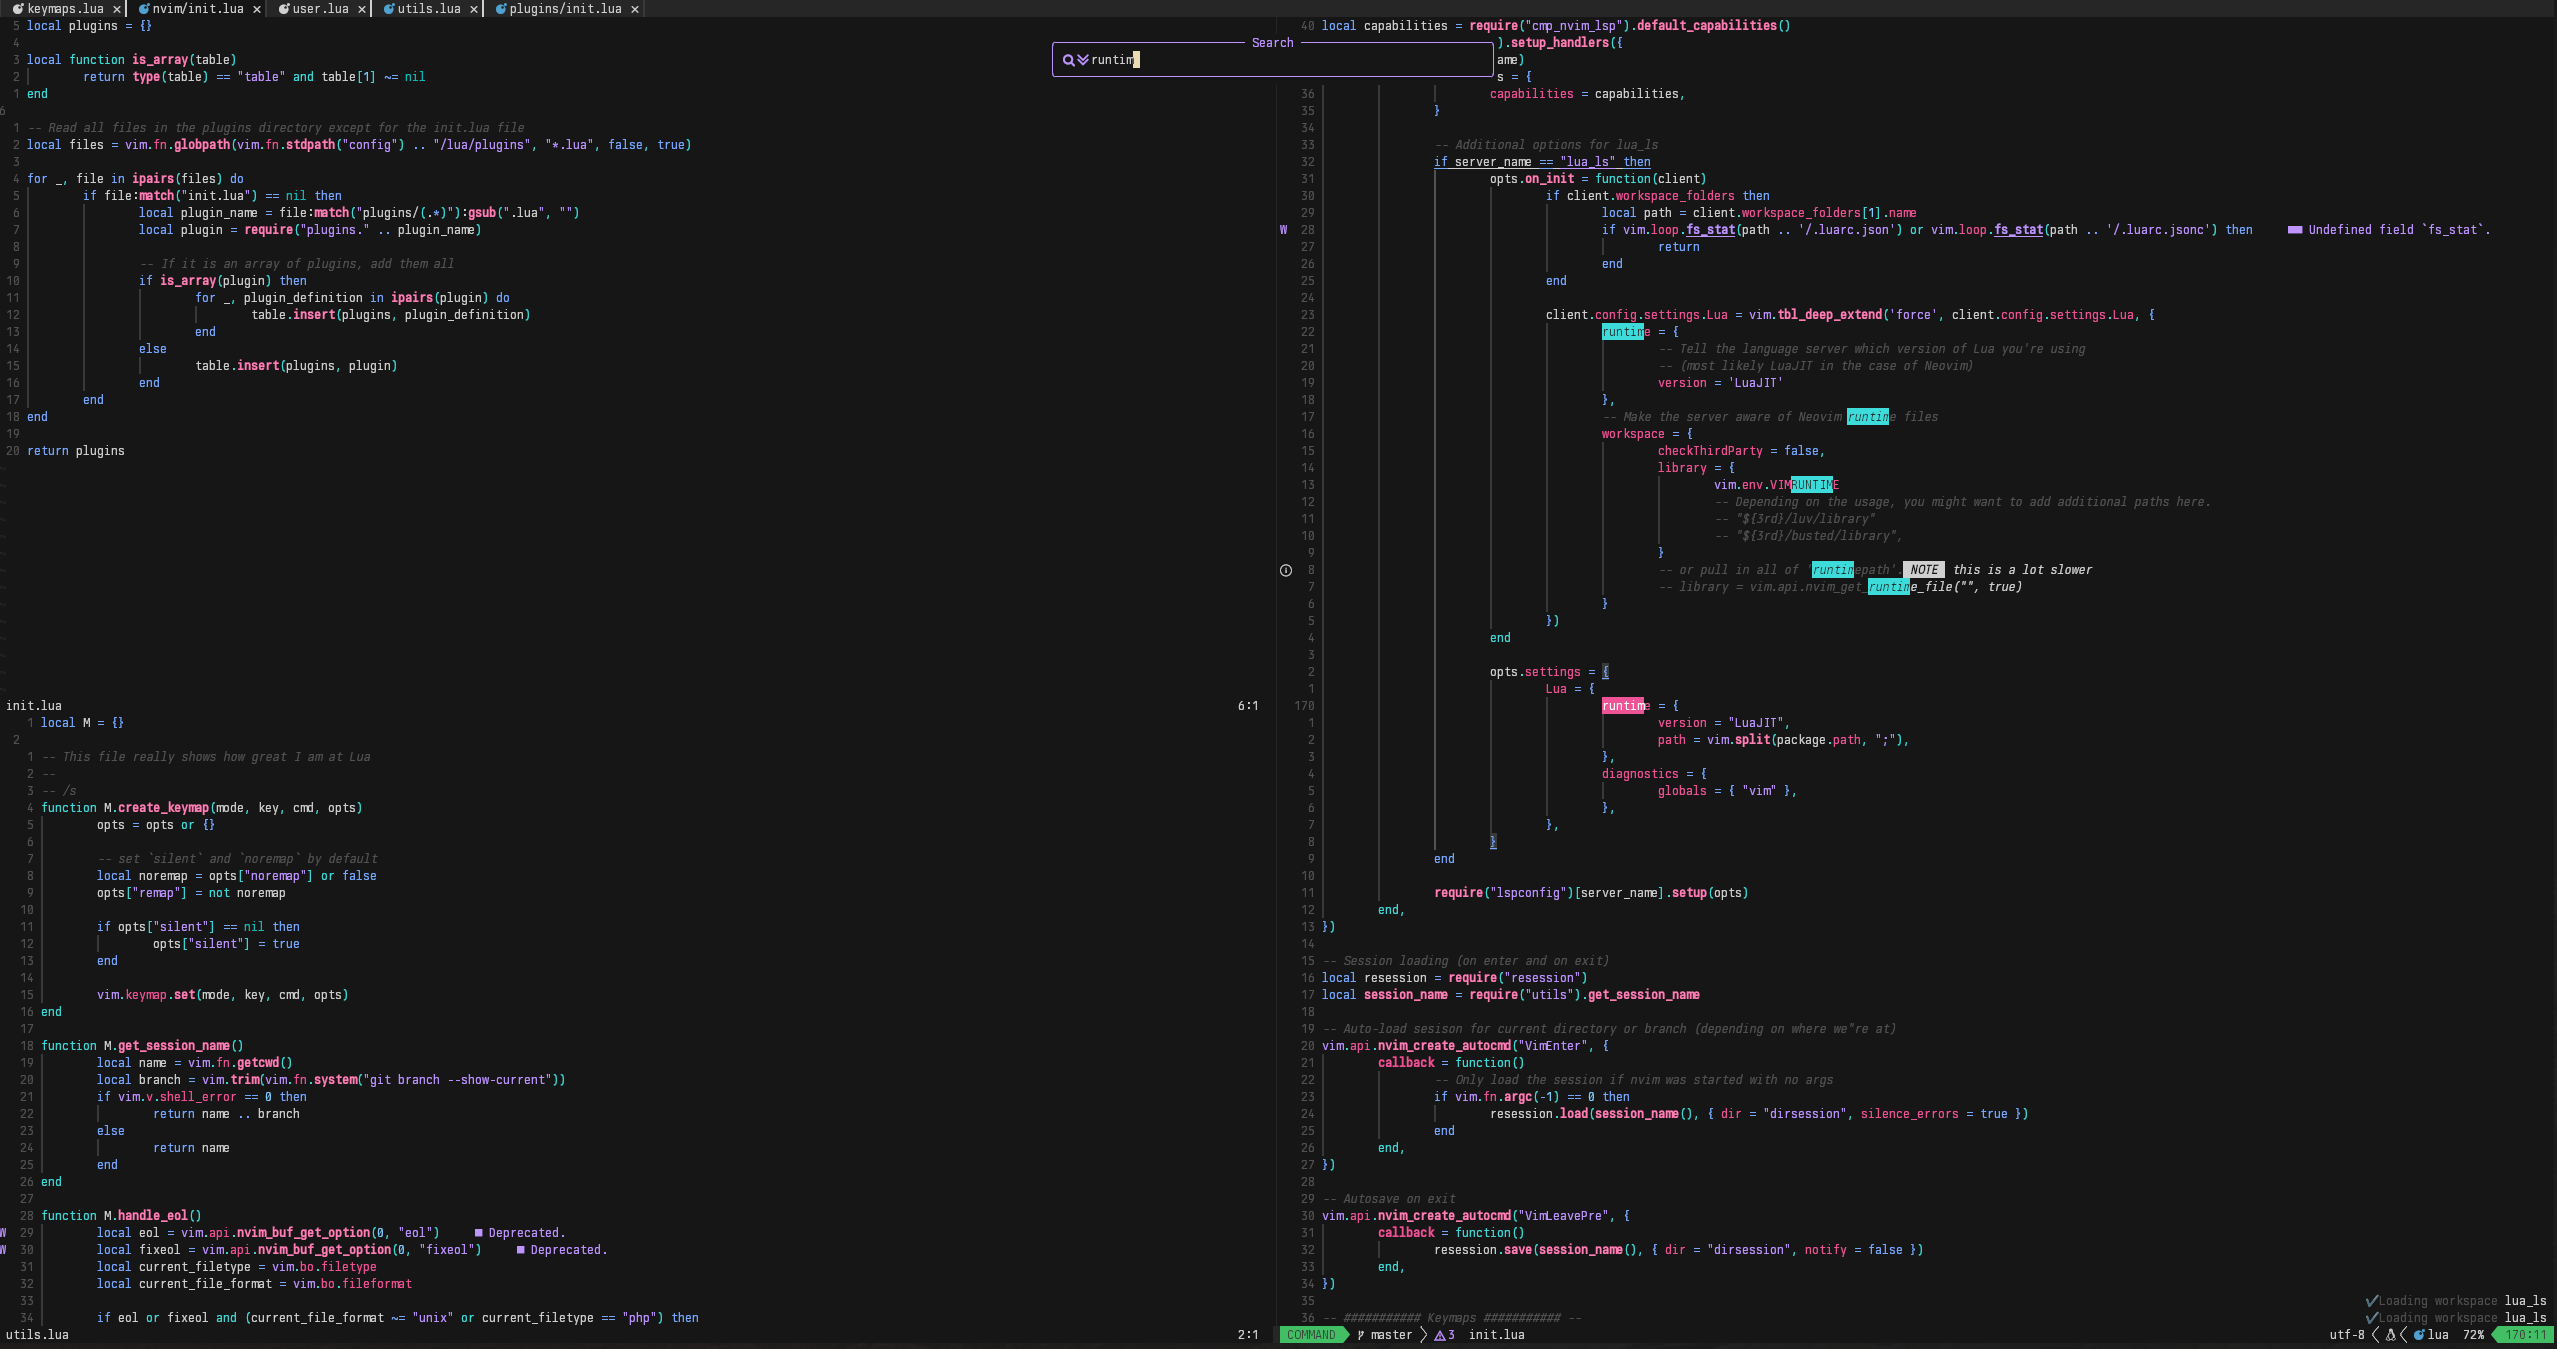 keymaps.lua ✕ nvim/init.lua ✕ user.lua ✕ utils.lua ✕ plugins/init.lua ✕
5 local plugins = {}
4
3 local function is_array(table)
2 return type(table) == "table" and table[1] ~= nil
1 end
6
1 -- Read all files in the plugins directory except for the init.lua file
2 local files = vim.fn.globpath(vim.fn.stdpath("config") .. "/lua/plugins", "*.lua", false, true)
3
4 for _, file in ipairs(files) do
5 if file:match("init.lua") == nil then
6 local plugin_name = file:match("plugins/(.*)"):gsub(".lua", "")
7 local plugin = require("plugins." .. plugin_name)
8
9 -- If it is an array of plugins, add them all
10 if is_array(plugin) then
11 for _, plugin_definition in ipairs(plugin) do
12 table.insert(plugins, plugin_definition)
13 end
14 else
15 table.insert(plugins, plugin)
16 end
17 end
18 end
19
20 return plugins
init.lua 6:1
1 local M = {}
2
1 -- This file really shows how great I am at Lua
2 --
3 -- /s
4 function M.create_keymap(mode, key, cmd, opts)
5 opts = opts or {}
6
7 -- set `silent` and `noremap` by default
8 local noremap = opts["noremap"] or false
9 opts["remap"] = not noremap
10
11 if opts["silent"] == nil then
12 opts["silent"] = true
13 end
14
15 vim.keymap.set(mode, key, cmd, opts)
16 end
17
18 function M.get_session_name()
19 local name = vim.fn.getcwd()
20 local branch = vim.trim(vim.fn.system("git branch --show-current"))
21 if vim.v.shell_error == 0 then
22 return name .. branch
23 else
24 return name
25 end
26 end
27
28 function M.handle_eol()
W 29 local eol = vim.api.nvim_buf_get_option(0, "eol") ■ Deprecated.
W 30 local fixeol = vim.api.nvim_buf_get_option(0, "fixeol") ■ Deprecated.
31 local current_filetype = vim.bo.filetype
32 local current_file_format = vim.bo.fileformat
33
34 if eol or fixeol and (current_file_format ~= "unix" or current_filetype == "php") then
utils.lua 2:1
40 local capabilities = require("cmp_nvim_lsp").default_capabilities()
Search
runtim
).setup_handlers({
ame)
s = {
36 capabilities = capabilities,
35 }
34
33 -- Additional options for lua_ls
32 if server_name == "lua_ls" then
31 opts.on_init = function(client)
30 if client.workspace_folders then
29 local path = client.workspace_folders[1].name
W 28 if vim.loop.fs_stat(path .. '/.luarc.json') or vim.loop.fs_stat(path .. '/.luarc.jsonc') then ■■ Undefined field `fs_stat`.
27 return
26 end
25 end
24
23 client.config.settings.Lua = vim.tbl_deep_extend('force', client.config.settings.Lua, {
22 runtime = {
21 -- Tell the language server which version of Lua you're using
20 -- (most likely LuaJIT in the case of Neovim)
19 version = 'LuaJIT'
18 },
17 -- Make the server aware of Neovim runtime files
16 workspace = {
15 checkThirdParty = false,
14 library = {
13 vim.env.VIMRUNTIME
12 -- Depending on the usage, you might want to add additional paths here.
11 -- "${3rd}/luv/library"
10 -- "${3rd}/busted/library",
9 }
8 -- or pull in all of 'runtimepath'. NOTE this is a lot slower
7 -- library = vim.api.nvim_get_runtime_file("", true)
6 }
5 })
4 end
3
2 opts.settings = {
1 Lua = {
170 runtime = {
1 version = "LuaJIT",
2 path = vim.split(package.path, ";"),
3 },
4 diagnostics = {
5 globals = { "vim" },
6 },
7 },
8 }
9 end
10
11 require("lspconfig")[server_name].setup(opts)
12 end,
13 })
14
15 -- Session loading (on enter and on exit)
16 local resession = require("resession")
17 local session_name = require("utils").get_session_name
18
19 -- Auto-load sesison for current directory or branch (depending on where we"re at)
20 vim.api.nvim_create_autocmd("VimEnter", {
21 callback = function()
22 -- Only load the session if nvim was started with no args
23 if vim.fn.argc(-1) == 0 then
24 resession.load(session_name(), { dir = "dirsession", silence_errors = true })
25 end
26 end,
27 })
28
29 -- Autosave on exit
30 vim.api.nvim_create_autocmd("VimLeavePre", {
31 callback = function()
32 resession.save(session_name(), { dir = "dirsession", notify = false })
33 end,
34 })
35
✓Loading workspace lua_ls
36 -- ########### Keymaps ########### --
✓Loading workspace lua_ls
COMMAND master 3 init.lua utf-8 lua 72% 170:11